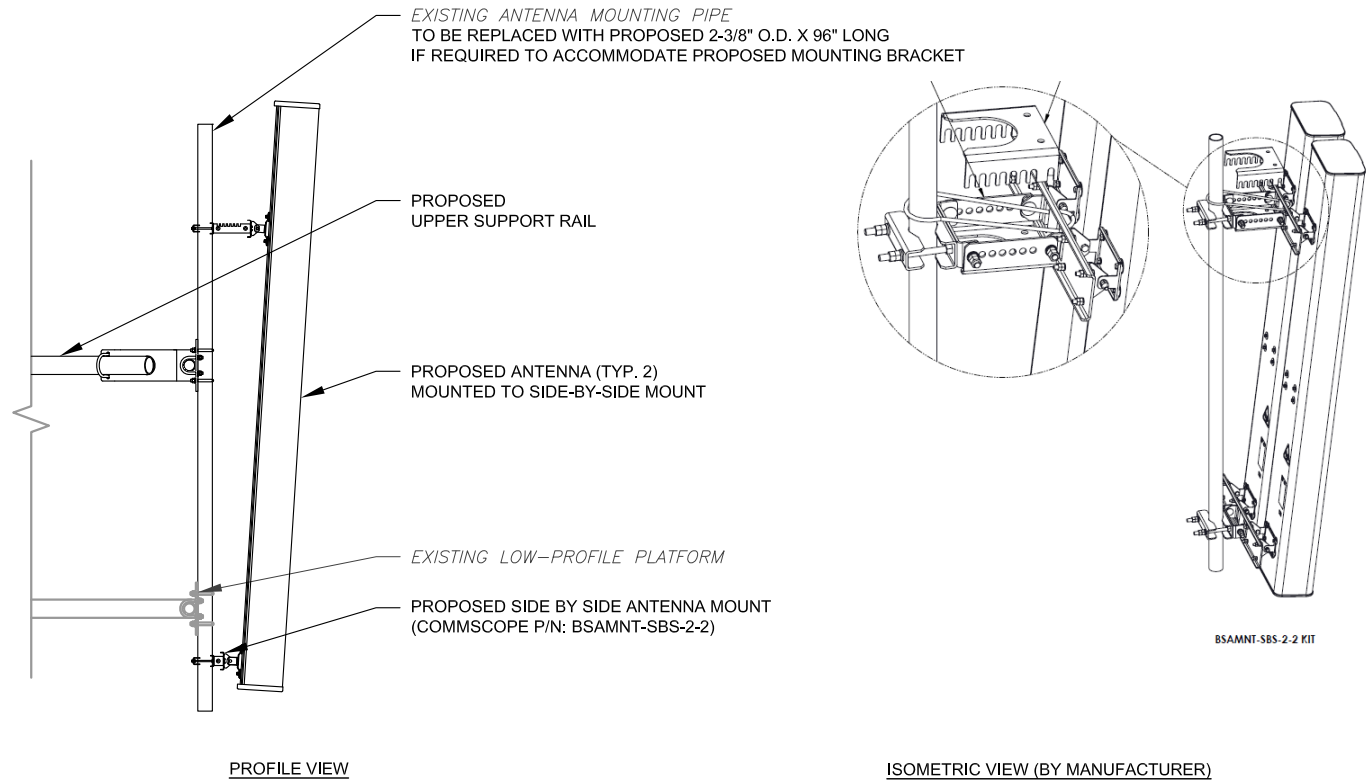 EXISTING ANTENNA MOUNTING PIPE
TO BE REPLACED WITH PROPOSED 2-3/8" O.D. X 96" LONG
IF REQUIRED TO ACCOMMODATE PROPOSED MOUNTING BRACKET
PROPOSED
UPPER SUPPORT RAIL
PROPOSED ANTENNA (TYP. 2)
MOUNTED TO SIDE-BY-SIDE MOUNT
EXISTING LOW-PROFILE PLATFORM
PROPOSED SIDE BY SIDE ANTENNA MOUNT
(COMMSCOPE P/N: BSAMNT-SBS-2-2)
BSAMNT-SBS-2-2 KIT
PROFILE VIEW
ISOMETRIC VIEW (BY MANUFACTURER)